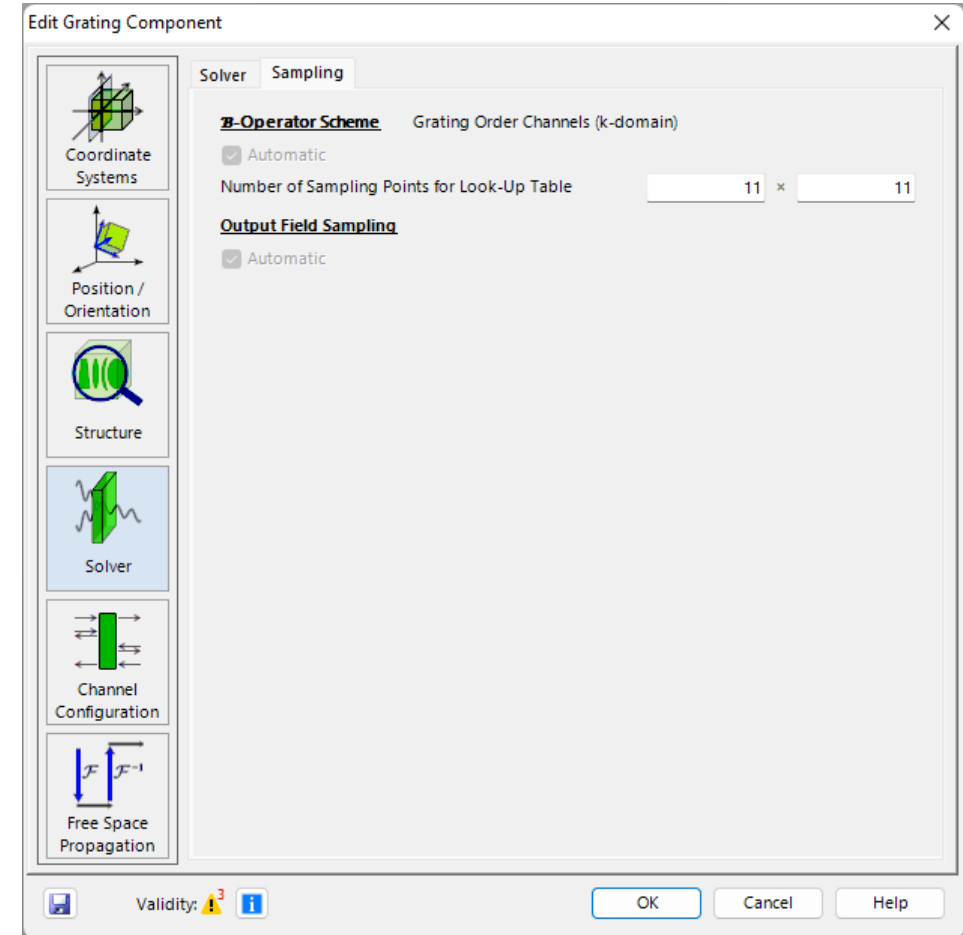 Edit Grating Component
Coordinate
Systems
Position /
Orientation
Structure
Solver
Channel
Configuration
ℱ ℱ⁻¹
Free Space
Propagation
Solver Sampling
ℬ-Operator Scheme Grating Order Channels (k-domain)
Automatic
Number of Sampling Points for Look-Up Table 11 × 11
Output Field Sampling
Automatic
Validity: 3
OK Cancel Help